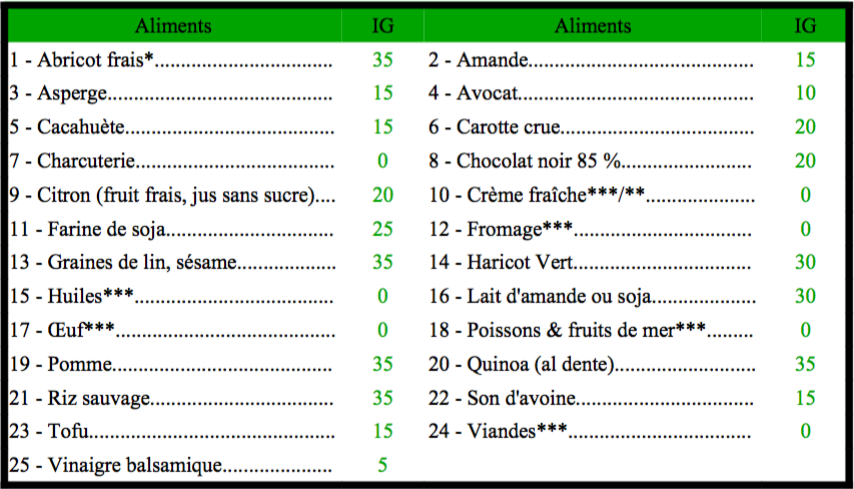 Aliments IG Aliments IG
1 - Abricot frais*................................. 35 2 - Amande.......................................... 15
3 - Asperge.......................................... 15 4 - Avocat............................................ 10
5 - Cacahuète....................................... 15 6 - Carotte crue.................................... 20
7 - Charcuterie..................................... 0 8 - Chocolat noir 85 %........................ 20
9 - Citron (fruit frais, jus sans sucre).... 20 10 - Crème fraîche***/**.................... 0
11 - Farine de soja............................... 25 12 - Fromage***................................. 0
13 - Graines de lin, sésame.................. 35 14 - Haricot Vert................................. 30
15 - Huiles***..................................... 0 16 - Lait d'amande ou soja................... 30
17 - Œuf***......................................... 0 18 - Poissons & fruits de mer***......... 0
19 - Pomme......................................... 35 20 - Quinoa (al dente).......................... 35
21 - Riz sauvage.................................. 35 22 - Son d'avoine................................. 15
23 - Tofu.............................................. 15 24 - Viandes***.................................. 0
25 - Vinaigre balsamique.................... 5